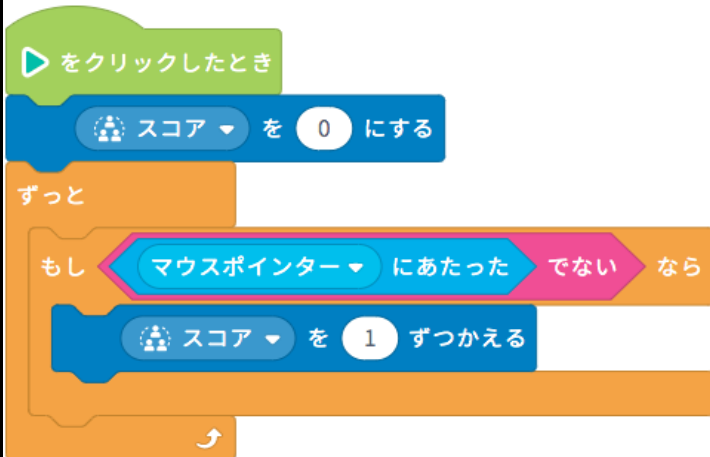 をクリックしたとき
スコア を 0 にする
ずっと
もし マウスポインター にあたった でない なら
スコア を 1 ずつかえる